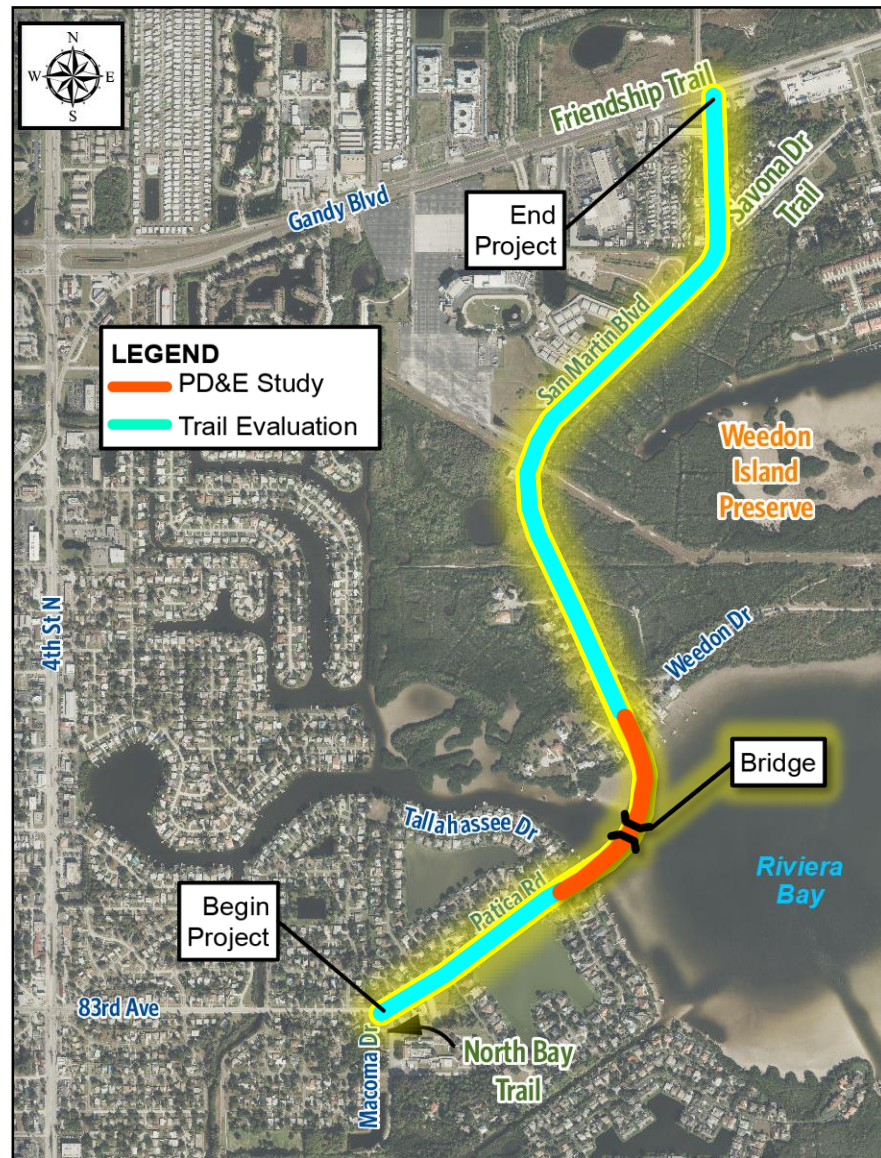 N
W
E
S
Friendship Trail
Savona Dr
Trail
Gandy Blvd
End
Project
San Martin Blvd
LEGEND
PD&E Study
Trail Evaluation
Weedon
Island
Preserve
4th St N
Weedon Dr
Bridge
Tallahassee Dr
Riviera
Bay
Patica Rd
Begin
Project
83rd Ave
Macoma Dr
North Bay
Trail